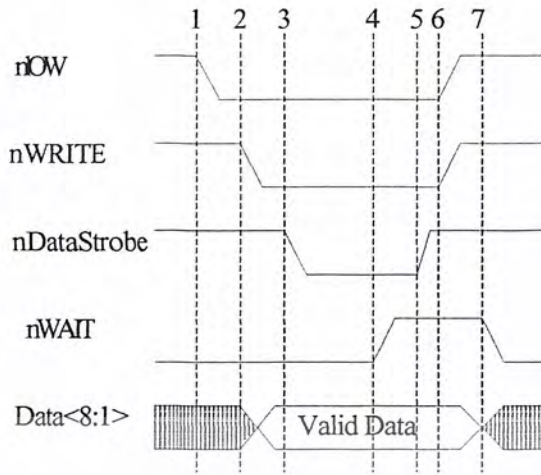 1 2 3 4 5 6 7
nIOW
nWRITE
nDataStrobe
nWAIT
Data<8:1>
Valid Data